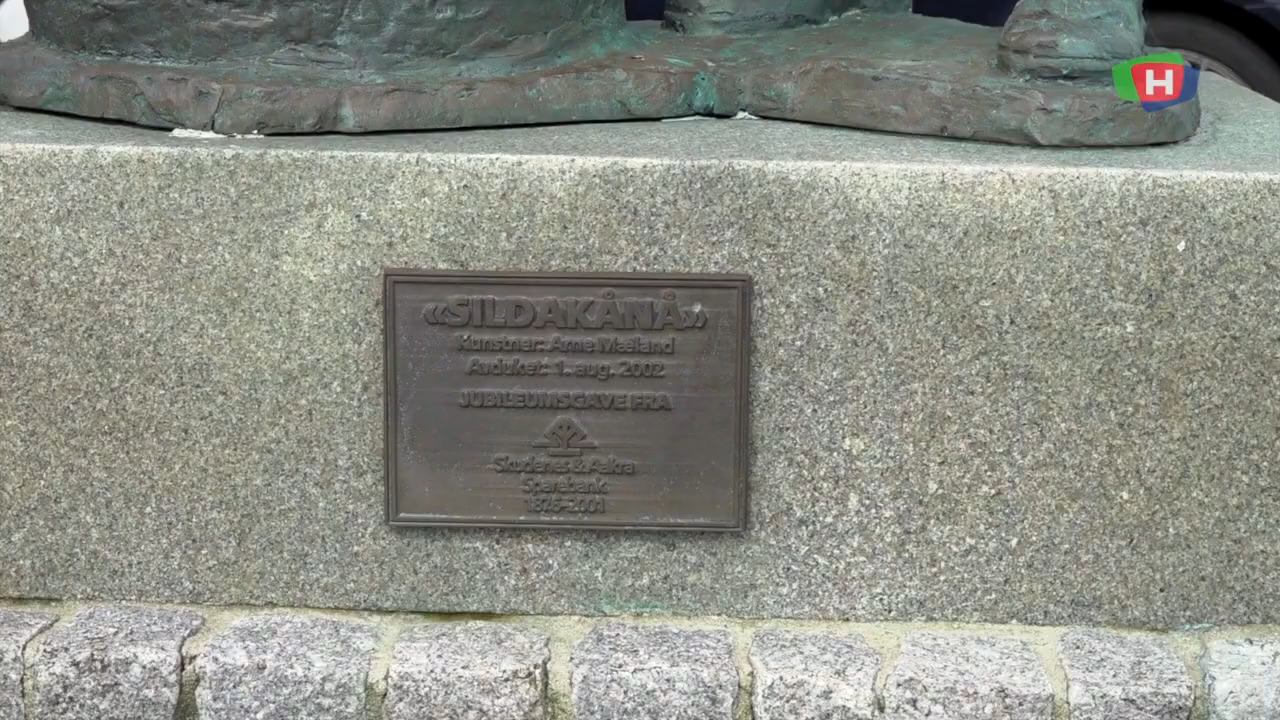 H
«SILDAKÅNÅ»
Kunstner: Arne Mæland
Avduket: 1. aug. 2002
JUBILEUMSGAVE FRA
Skudenes & Aakra
Sparebank
1876-2001